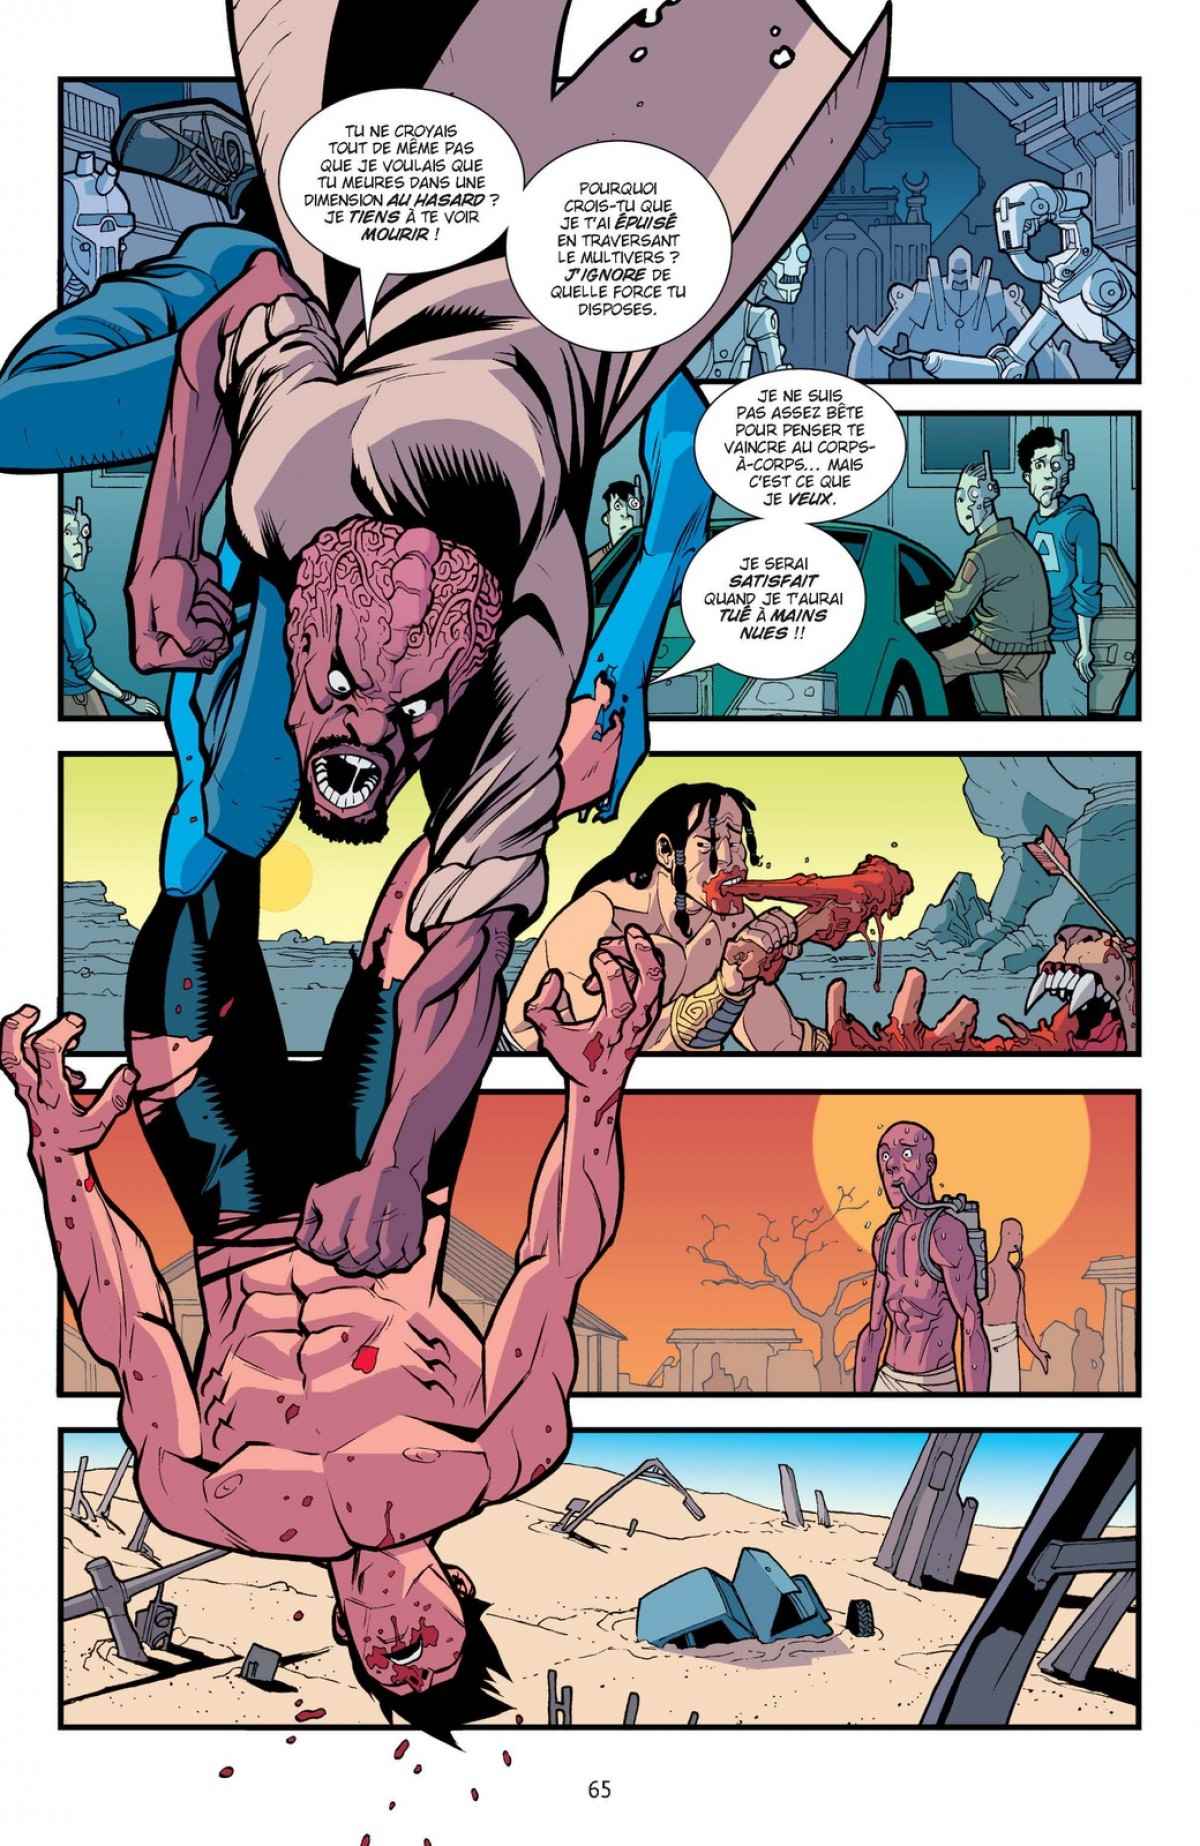 TU NE CROYAIS
TOUT DE MÊME PAS
QUE JE VOULAIS QUE
TU MEURES DANS UNE
DIMENSION AU HASARD ?
JE TIENS À TE VOIR
MOURIR !
POURQUOI
CROIS-TU QUE
JE T'AI ÉPUISÉ
EN TRAVERSANT
LE MULTIVERS ?
J'IGNORE DE
QUELLE FORCE TU
DISPOSES.
JE NE SUIS
PAS ASSEZ BÊTE
POUR PENSER TE
VAINCRE AU CORPS-
À-CORPS... MAIS
C'EST CE QUE
JE VEUX.
JE SERAI
SATISFAIT
QUAND JE T'AURAI
TUÉ À MAINS
NUES !!
65